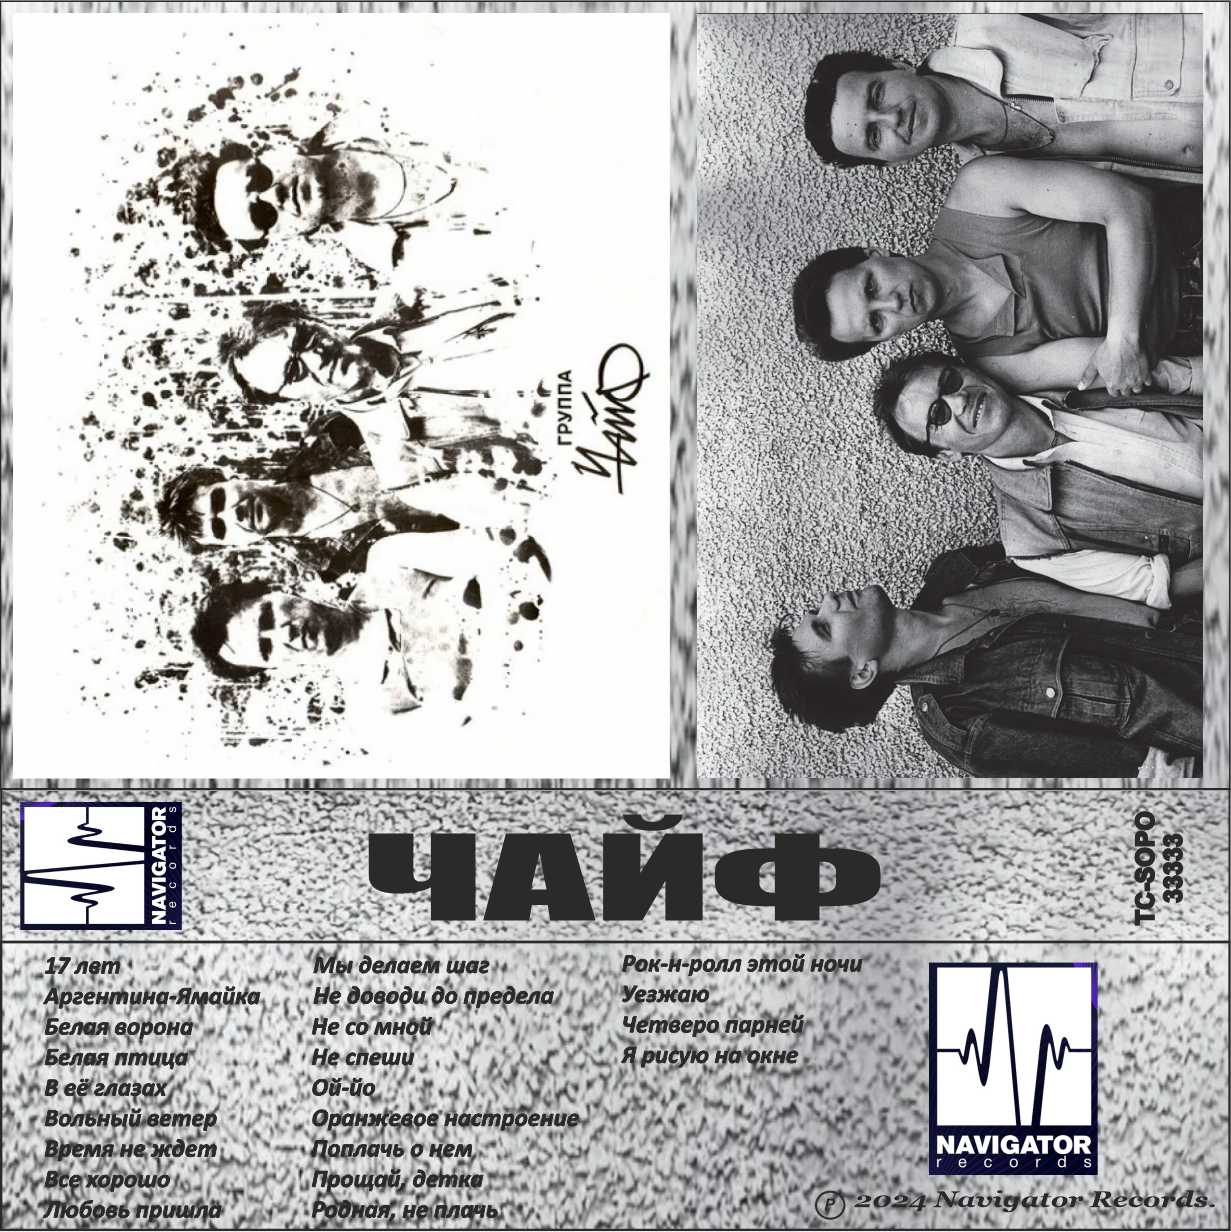 ГРУППА
ЧАЙФ
NAVIGATOR
records
ЧАЙФ
TC-SOPO
33333
17 лет
Аргентина-Ямайка
Белая ворона
Белая птица
В её глазах
Вольный ветер
Время не ждет
Все хорошо
Любовь пришла
Мы делаем шаг
Не доводи до предела
Не со мной
Не спеши
Ой-йо
Оранжевое настроение
Поплачь о нем
Прощай, детка
Родная, не плачь
Рок-н-ролл этой ночи
Уезжаю
Четверо парней
Я рисую на окне
NAVIGATOR
records
Ⓟ 2024 Navigator Records.